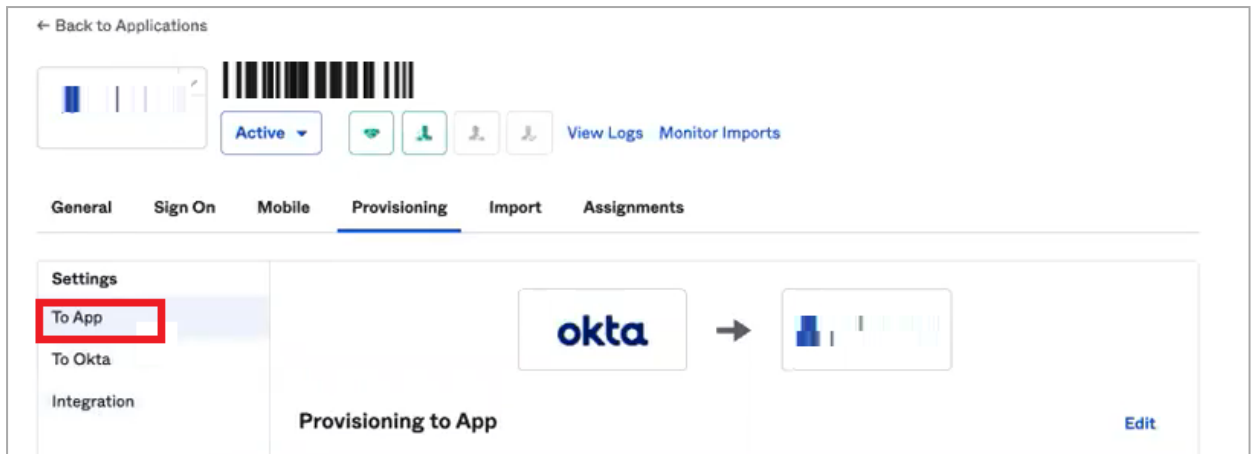 ← Back to Applications
Active
View Logs Monitor Imports
General Sign On Mobile Provisioning Import Assignments
Settings
To App
To Okta
Integration
okta
Provisioning to App
Edit